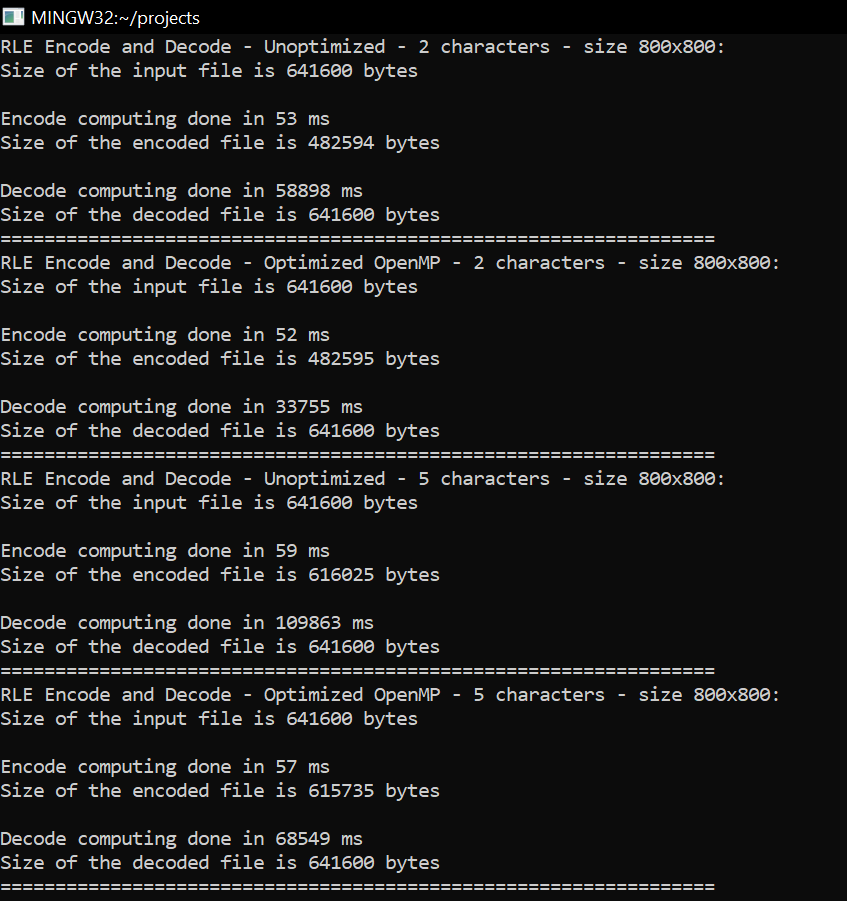 MINGW32:~/projects
RLE Encode and Decode - Unoptimized - 2 characters - size 800x800:
Size of the input file is 641600 bytes
Encode computing done in 53 ms
Size of the encoded file is 482594 bytes
Decode computing done in 58898 ms
Size of the decoded file is 641600 bytes
=================================================================
RLE Encode and Decode - Optimized OpenMP - 2 characters - size 800x800:
Size of the input file is 641600 bytes
Encode computing done in 52 ms
Size of the encoded file is 482595 bytes
Decode computing done in 33755 ms
Size of the decoded file is 641600 bytes
=================================================================
RLE Encode and Decode - Unoptimized - 5 characters - size 800x800:
Size of the input file is 641600 bytes
Encode computing done in 59 ms
Size of the encoded file is 616025 bytes
Decode computing done in 109863 ms
Size of the decoded file is 641600 bytes
=================================================================
RLE Encode and Decode - Optimized OpenMP - 5 characters - size 800x800:
Size of the input file is 641600 bytes
Encode computing done in 57 ms
Size of the encoded file is 615735 bytes
Decode computing done in 68549 ms
Size of the decoded file is 641600 bytes
=================================================================